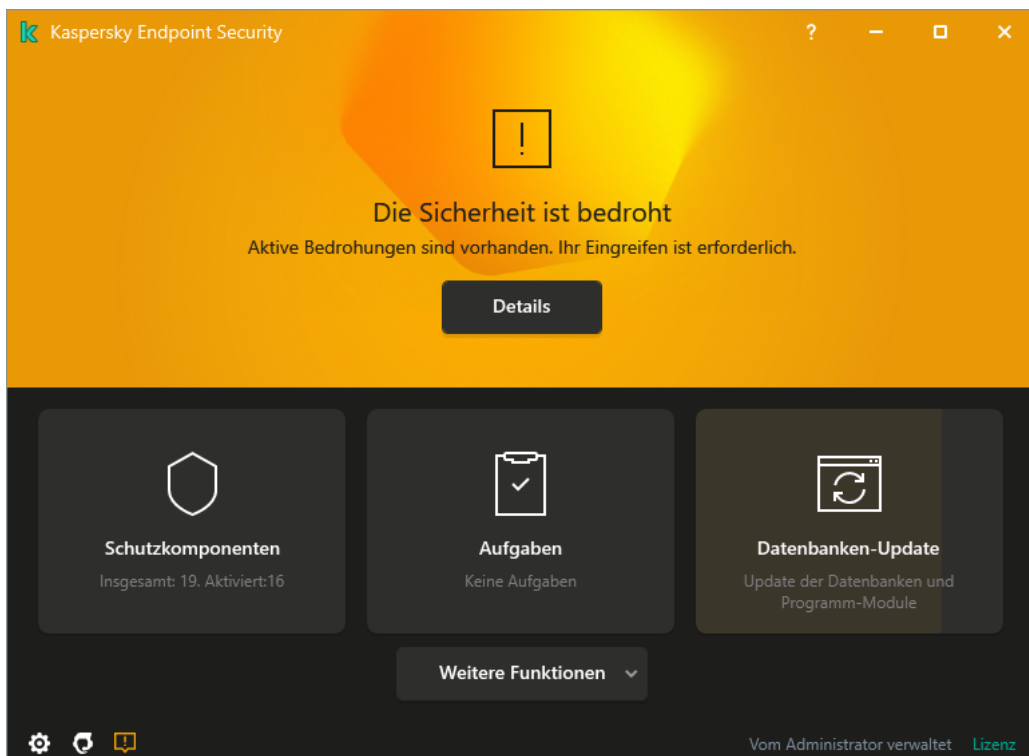 Kaspersky Endpoint Security
Die Sicherheit ist bedroht
Aktive Bedrohungen sind vorhanden. Ihr Eingreifen ist erforderlich.
Details
Schutzkomponenten
Insgesamt: 19. Aktiviert:16
Aufgaben
Keine Aufgaben
Datenbanken-Update
Update der Datenbanken und
Programm-Module
Weitere Funktionen
Vom Administrator verwaltet Lizenz